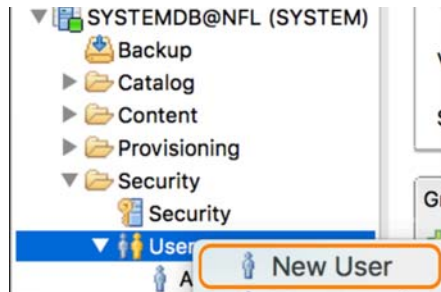 SYSTEMDB@NFL (SYSTEM)
Backup
Catalog
Content
Provisioning
Security
Security
User
New User
A